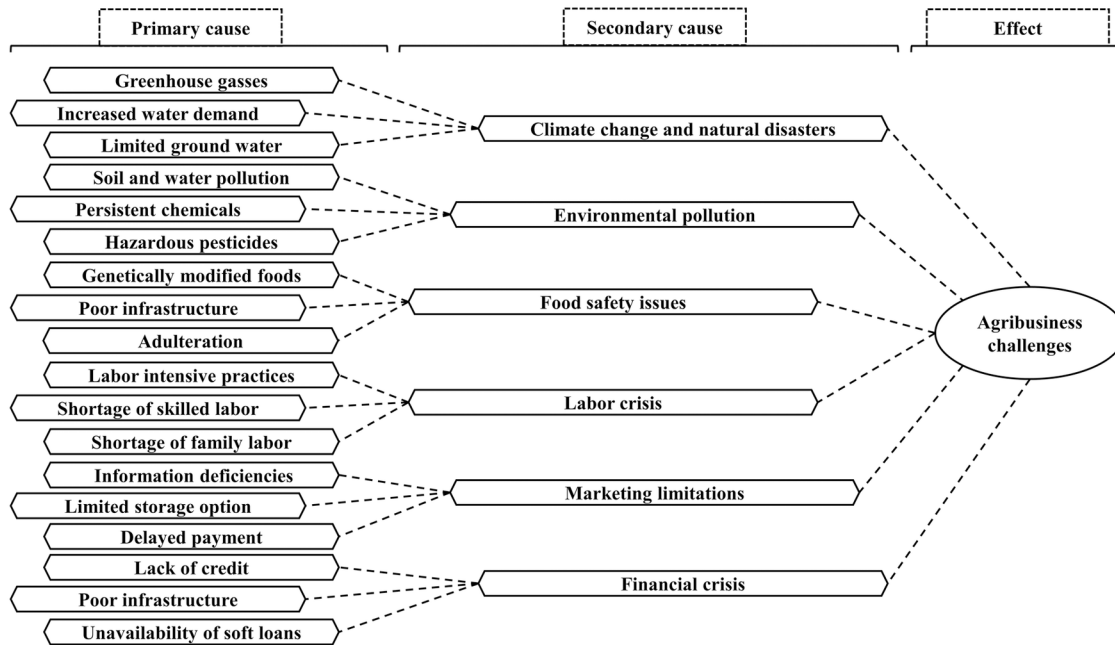 Primary cause
Secondary cause
Effect
Greenhouse gasses
Increased water demand
Limited ground water
Climate change and natural disasters
Soil and water pollution
Persistent chemicals
Hazardous pesticides
Environmental pollution
Genetically modified foods
Poor infrastructure
Adulteration
Food safety issues
Labor intensive practices
Shortage of skilled labor
Shortage of family labor
Labor crisis
Information deficiencies
Limited storage option
Delayed payment
Marketing limitations
Lack of credit
Poor infrastructure
Unavailability of soft loans
Financial crisis
Agribusiness
challenges